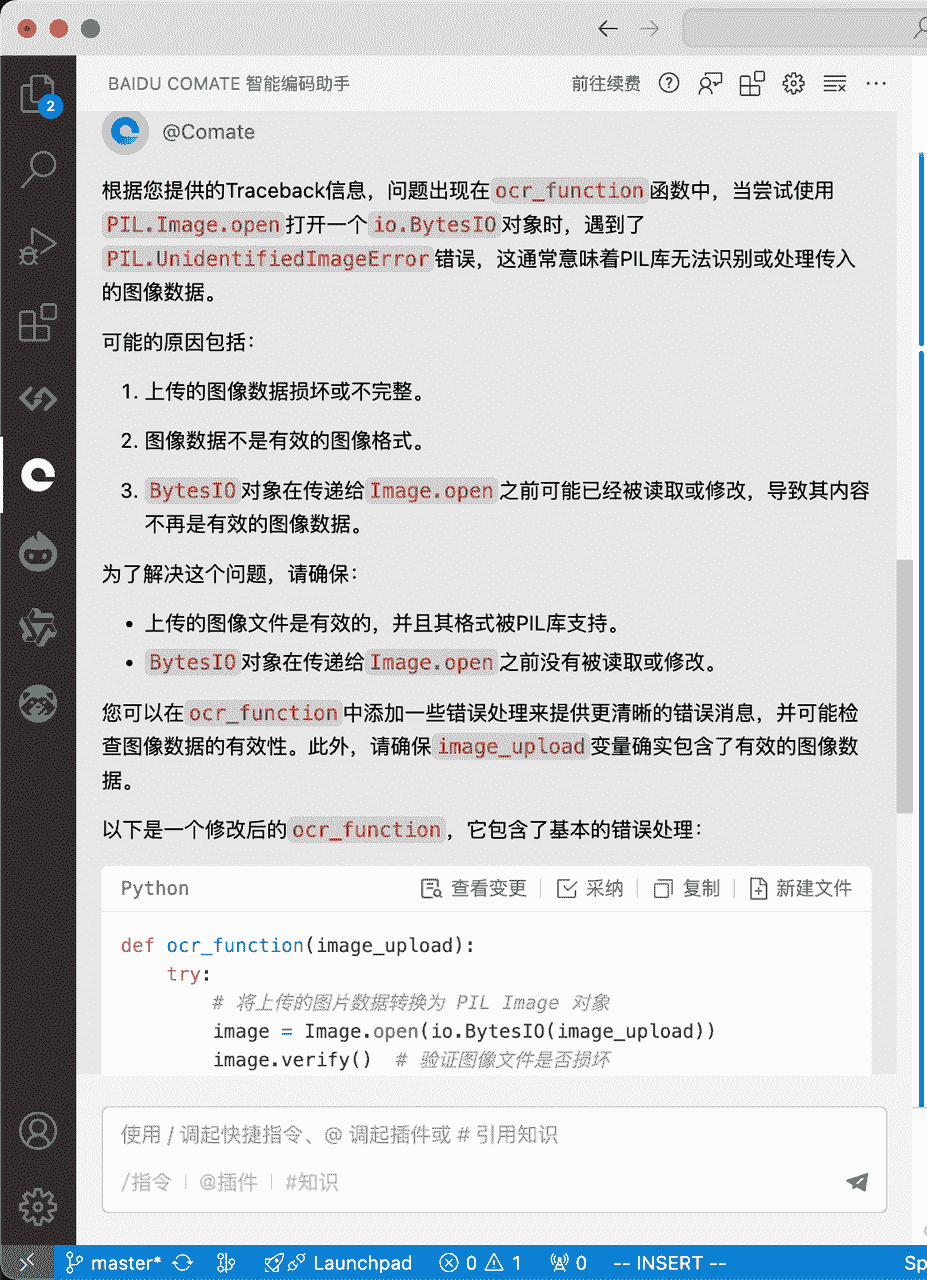 2
BAIDU COMATE 智能编码助手
前往续费
@Comate
根据您提供的Traceback信息，问题出现在ocr_function函数中，当尝试使用
PIL.Image.open打开一个io.BytesIO对象时，遇到了
PIL.UnidentifiedImageError错误，这通常意味着PIL库无法识别或处理传入
的图像数据。
可能的原因包括：
1. 上传的图像数据损坏或不完整。
2. 图像数据不是有效的图像格式。
3. BytesIO对象在传递给Image.open之前可能已经被读取或修改，导致其内容
不再是有效的图像数据。
为了解决这个问题，请确保：
• 上传的图像文件是有效的，并且其格式被PIL库支持。
• BytesIO对象在传递给Image.open之前没有被读取或修改。
您可以在ocr_function中添加一些错误处理来提供更清晰的错误消息，并可能检
查图像数据的有效性。此外，请确保image_upload变量确实包含了有效的图像数
据。
以下是一个修改后的ocr_function，它包含了基本的错误处理：
Python
查看变更
采纳
复制
新建文件
def ocr_function(image_upload):
try:
# 将上传的图片数据转换为 PIL Image 对象
image = Image.open(io.BytesIO(image_upload))
image.verify() # 验证图像文件是否损坏
使用 / 调起快捷指令、@ 调起插件或 # 引用知识
/指令
@插件
#知识
master*
Launchpad
0
1
0
-- INSERT --
Sp